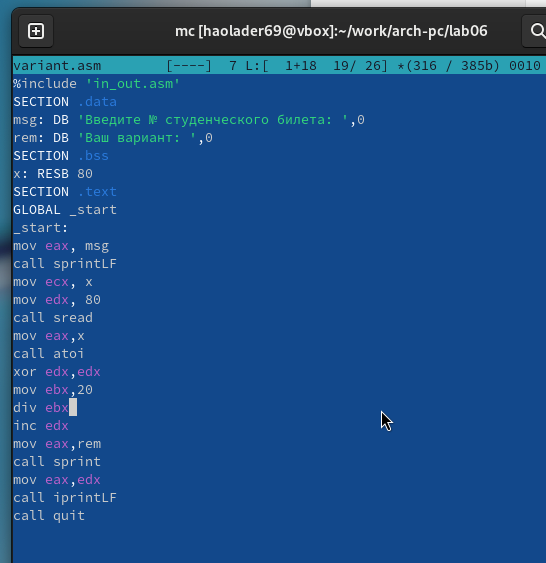 mc [haolader69@vbox]:~/work/arch-pc/lab06
variant.asm [----] 7 L:[ 1+18 19/ 26] *(316 / 385b) 0010
%include 'in_out.asm'
SECTION .data
msg: DB 'Введите № студенческого билета: ',0
rem: DB 'Ваш вариант: ',0
SECTION .bss
x: RESB 80
SECTION .text
GLOBAL _start
_start:
mov eax, msg
call sprintLF
mov ecx, x
mov edx, 80
call sread
mov eax,x
call atoi
xor edx,edx
mov ebx,20
div ebx
inc edx
mov eax,rem
call sprint
mov eax,edx
call iprintLF
call quit